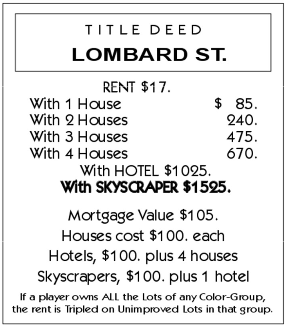 TITLE DEED
LOMBARD ST.
RENT $17.
With 1 House $ 85.
With 2 Houses 240.
With 3 Houses 475.
With 4 Houses 670.
With HOTEL $1025.
With SKYSCRAPER $1525.
Mortgage Value $105.
Houses cost $100. each
Hotels, $100. plus 4 houses
Skyscrapers, $100. plus 1 hotel
If a player owns ALL the Lots of any Color-Group,
the rent is Tripled on Unimproved Lots in that group.